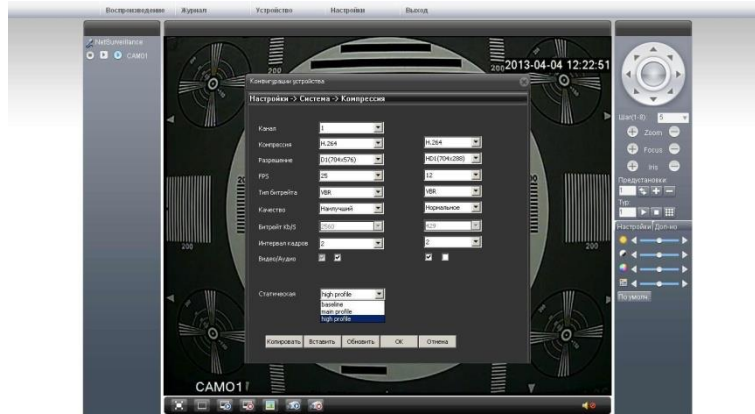 Воспроизведение Журнал Устройство Настройки Выход
NetSurveillance
CAM01
200
200 2013-04-04 12:22:51
Конфигурации устройства
Настройки -> Система -> Компрессия
Канал 1
Компрессия H.264 H.264
Разрешение D1(704x576) HD1(704x288)
FPS 25 12
Тип битрейта VBR VBR
Качество Наилучший Нормальное
Битрейт Kb/S 2560
Интервал кадров 2 2
Видео/Аудио
200 200
Статическая high profile
baseline
main profile
high profile
Копировать Вставить Обновить OK Отмена
CAM01
Шаг(1-8): 5
Zoom
Focus
Iris
Предустановки
1
Тур
1
Настройки Доп-но
По умолч.